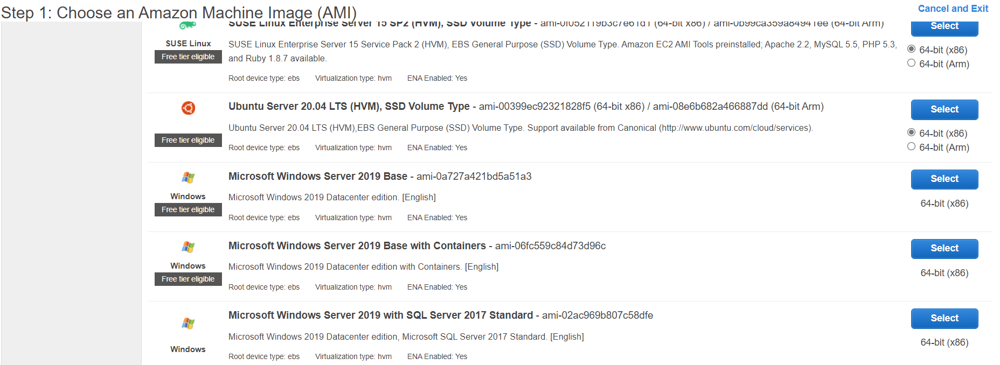 Step 1: Choose an Amazon Machine Image (AMI)
Cancel and Exit
SUSE Linux Enterprise Server 15 SP2 (HVM), SSD Volume Type - ami-0f052119b3c7e61d1 (64-bit x86) / ami-0b99ca359a84941ee (64-bit Arm)
Select
SUSE Linux
Free tier eligible
SUSE Linux Enterprise Server 15 Service Pack 2 (HVM), EBS General Purpose (SSD) Volume Type. Amazon EC2 AMI Tools preinstalled; Apache 2.2, MySQL 5.5, PHP 5.3,
and Ruby 1.8.7 available.
64-bit (x86)
64-bit (Arm)
Root device type: ebs Virtualization type: hvm ENA Enabled: Yes
Ubuntu Server 20.04 LTS (HVM), SSD Volume Type - ami-00399ec92321828f5 (64-bit x86) / ami-08e6b682a466887dd (64-bit Arm)
Select
Free tier eligible
Ubuntu Server 20.04 LTS (HVM),EBS General Purpose (SSD) Volume Type. Support available from Canonical (http://www.ubuntu.com/cloud/services).
64-bit (x86)
64-bit (Arm)
Root device type: ebs Virtualization type: hvm ENA Enabled: Yes
Microsoft Windows Server 2019 Base - ami-0a727a421bd5a51a3
Select
Windows
Free tier eligible
Microsoft Windows 2019 Datacenter edition. [English]
64-bit (x86)
Root device type: ebs Virtualization type: hvm ENA Enabled: Yes
Microsoft Windows Server 2019 Base with Containers - ami-06fc559c84d73d96c
Select
Windows
Free tier eligible
Microsoft Windows 2019 Datacenter edition with Containers. [English]
64-bit (x86)
Root device type: ebs Virtualization type: hvm ENA Enabled: Yes
Microsoft Windows Server 2019 with SQL Server 2017 Standard - ami-02ac969b807c58dfe
Select
Windows
Microsoft Windows 2019 Datacenter edition, Microsoft SQL Server 2017 Standard. [English]
64-bit (x86)
Root device type: ebs Virtualization type: hvm ENA Enabled: Yes